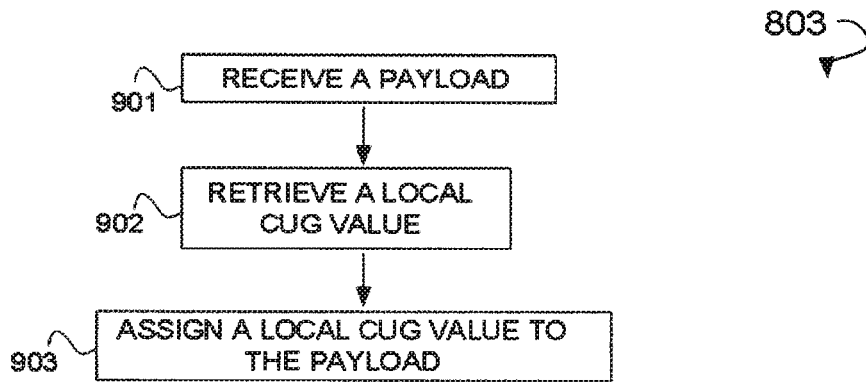 803
RECEIVE A PAYLOAD
901
RETRIEVE A LOCAL
CUG VALUE
902
ASSIGN A LOCAL CUG VALUE TO
THE PAYLOAD
903